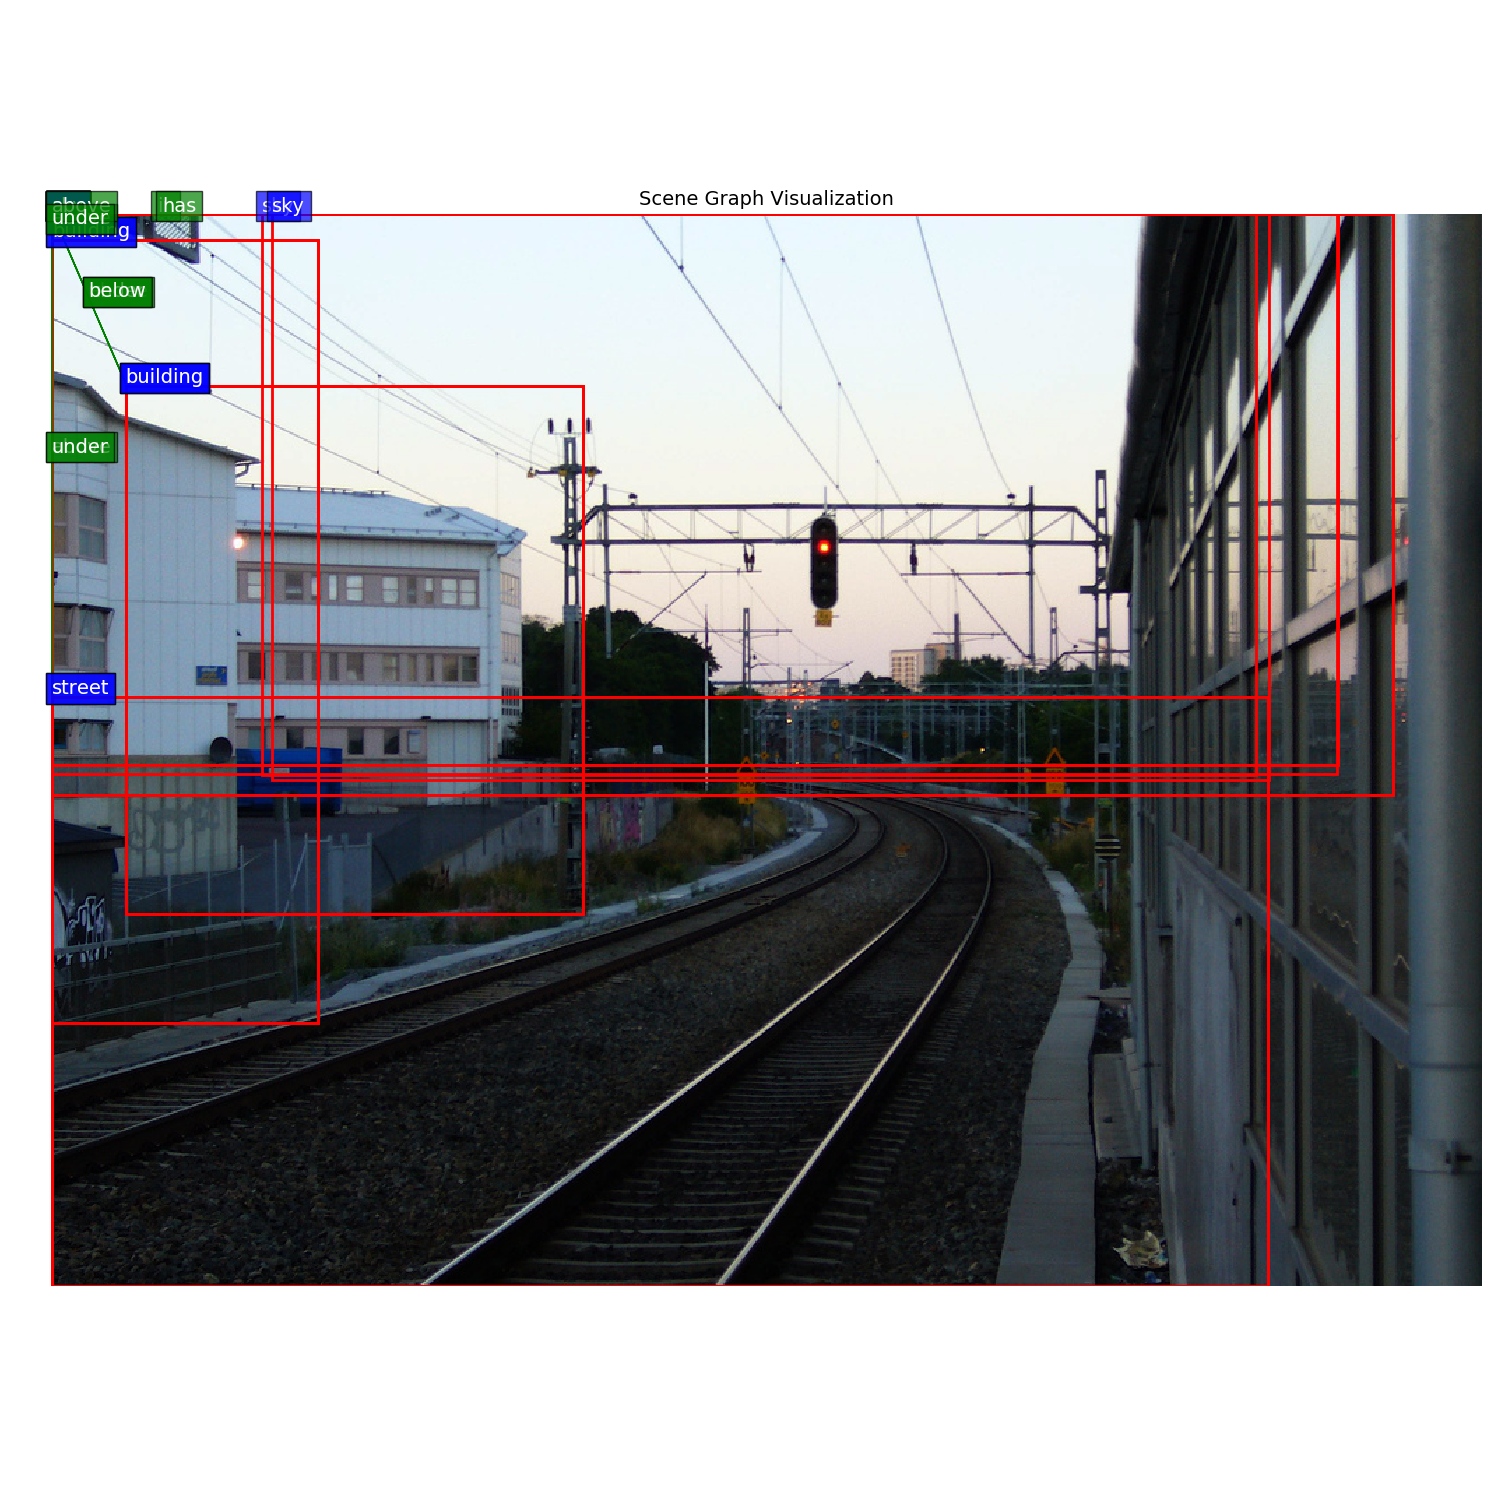 Scene Graph Visualization
above
has
s
sky
under
building
below
building
under
street